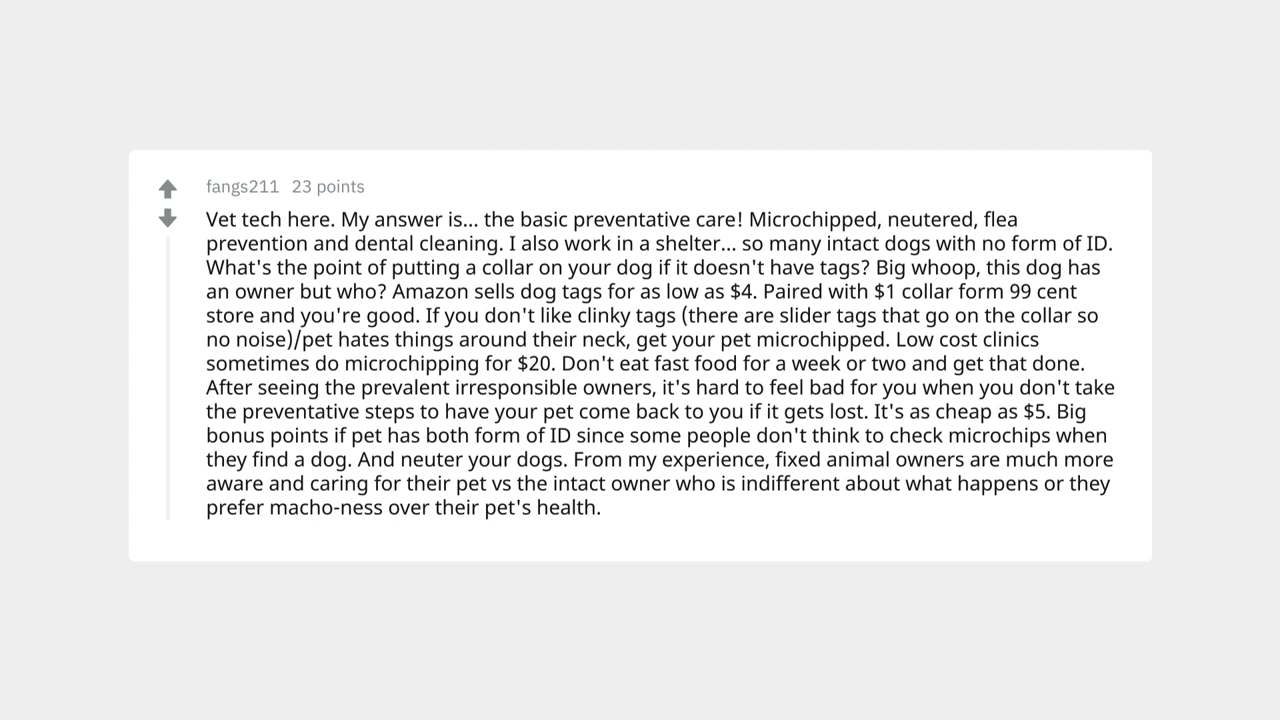 fangs211 23 points
Vet tech here. My answer is... the basic preventative care! Microchipped, neutered, flea
prevention and dental cleaning. I also work in a shelter... so many intact dogs with no form of ID.
What's the point of putting a collar on your dog if it doesn't have tags? Big whoop, this dog has
an owner but who? Amazon sells dog tags for as low as $4. Paired with $1 collar form 99 cent
store and you're good. If you don't like clinky tags (there are slider tags that go on the collar so
no noise)/pet hates things around their neck, get your pet microchipped. Low cost clinics
sometimes do microchipping for $20. Don't eat fast food for a week or two and get that done.
After seeing the prevalent irresponsible owners, it's hard to feel bad for you when you don't take
the preventative steps to have your pet come back to you if it gets lost. It's as cheap as $5. Big
bonus points if pet has both form of ID since some people don't think to check microchips when
they find a dog. And neuter your dogs. From my experience, fixed animal owners are much more
aware and caring for their pet vs the intact owner who is indifferent about what happens or they
prefer macho-ness over their pet's health.